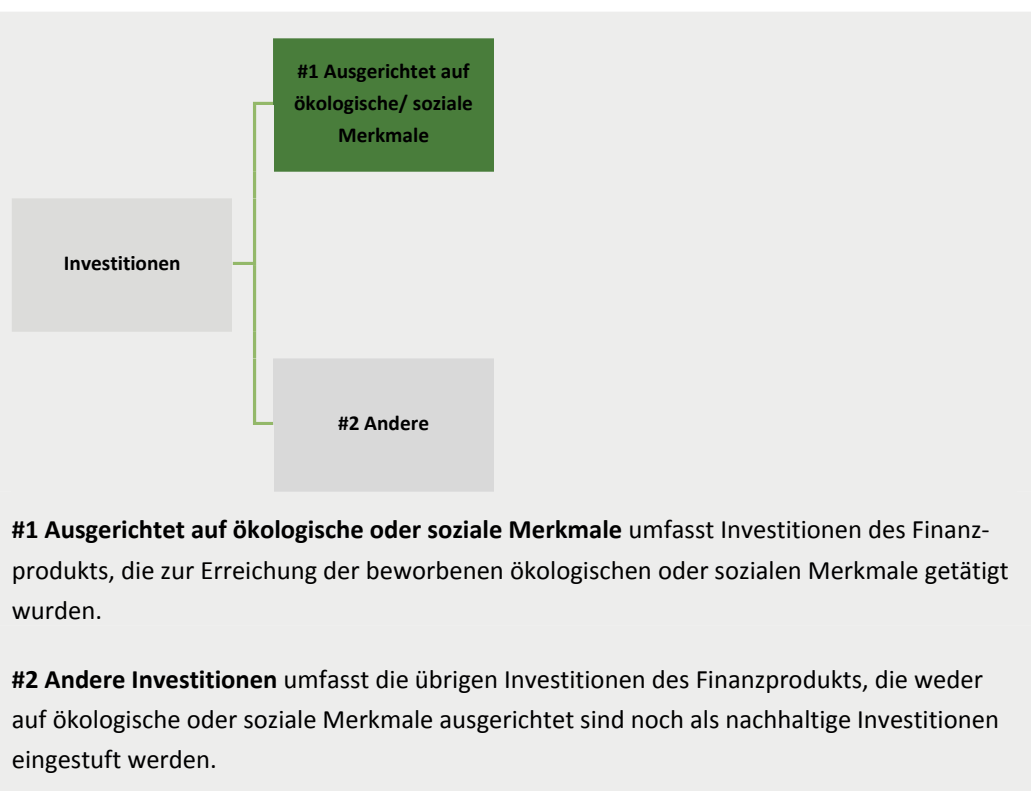 #1 Ausgerichtet auf
ökologische/ soziale
Merkmale
Investitionen
#2 Andere
#1 Ausgerichtet auf ökologische oder soziale Merkmale umfasst Investitionen des Finanz-
produkts, die zur Erreichung der beworbenen ökologischen oder sozialen Merkmale getätigt
wurden.
#2 Andere Investitionen umfasst die übrigen Investitionen des Finanzprodukts, die weder
auf ökologische oder soziale Merkmale ausgerichtet sind noch als nachhaltige Investitionen
eingestuft werden.